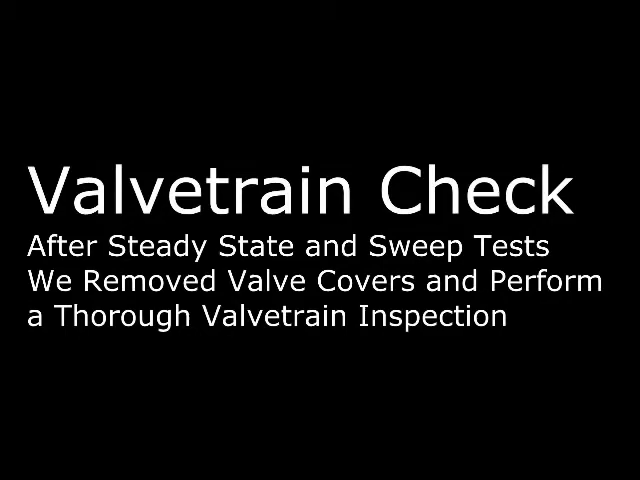 Valvetrain Check
After Steady State and Sweep Tests
We Removed Valve Covers and Perform
a Thorough Valvetrain Inspection